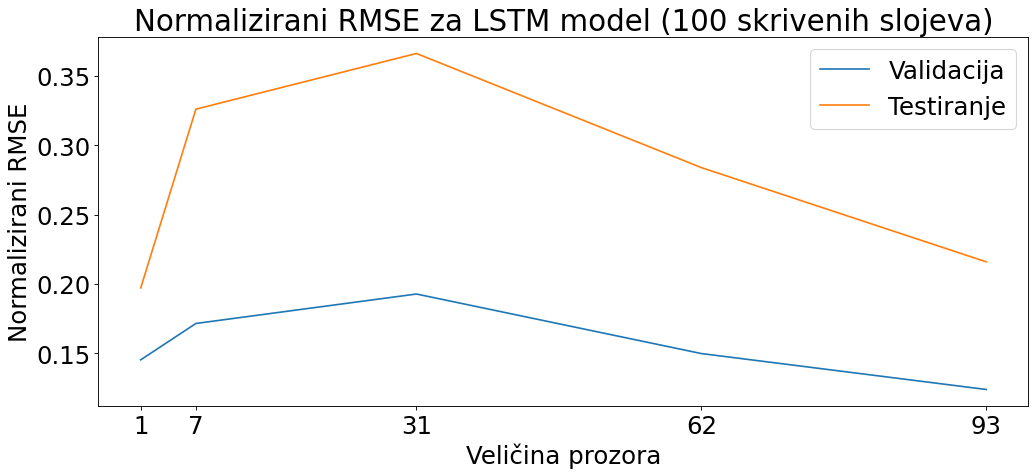 Normalizirani RMSE za LSTM model (100 skrivenih slojeva)
Validacija
Testiranje
Normalizirani RMSE
0.35
0.30
0.25
0.20
0.15
1 7 31 62 93
Veličina prozora